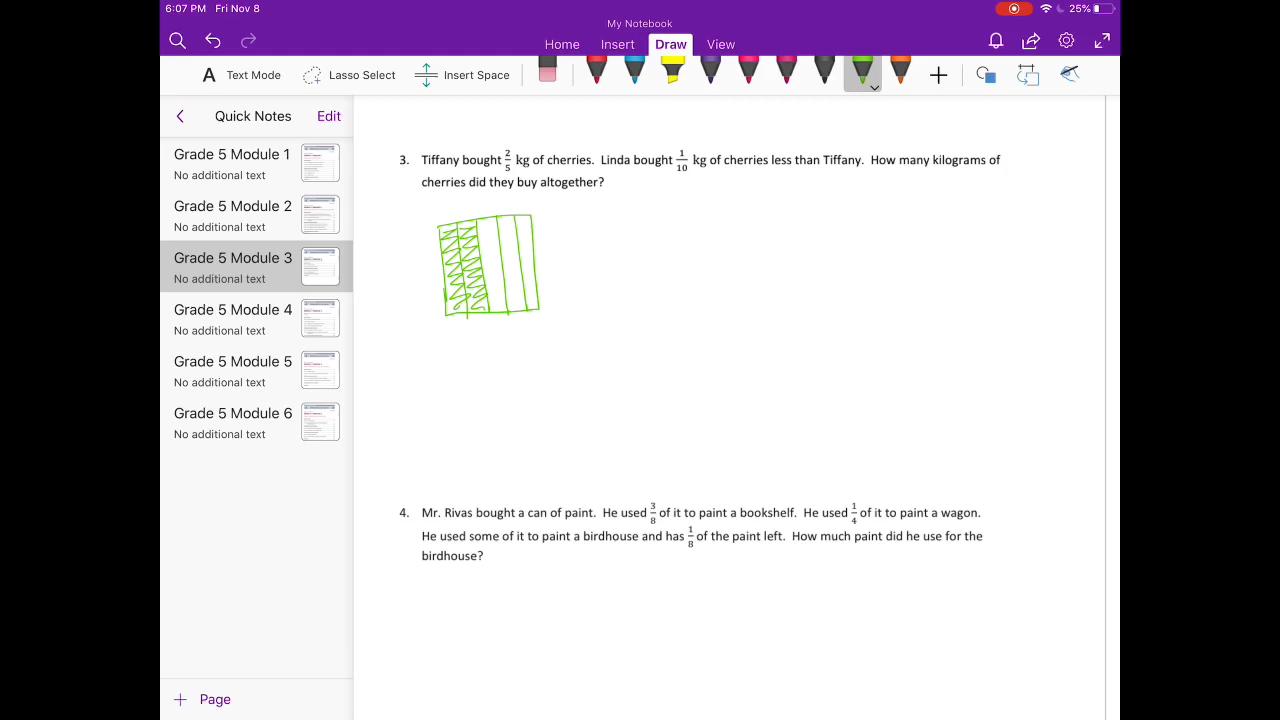 6:07 PM Fri Nov 8
25%
My Notebook
Home Insert Draw View
Text Mode Lasso Select Insert Space
Quick Notes Edit
Grade 5 Module 1
No additional text
Grade 5 Module 2
No additional text
Grade 5 Module 3
No additional text
Grade 5 Module 4
No additional text
Grade 5 Module 5
No additional text
Grade 5 Module 6
No additional text
+ Page
3. Tiffany bought 2/5 kg of cherries. Linda bought 1/10 kg of cherries less than Tiffany. How many kilograms of
cherries did they buy altogether?
4. Mr. Rivas bought a can of paint. He used 3/8 of it to paint a bookshelf. He used 1/4 of it to paint a wagon.
He used some of it to paint a birdhouse and has 1/8 of the paint left. How much paint did he use for the
birdhouse?